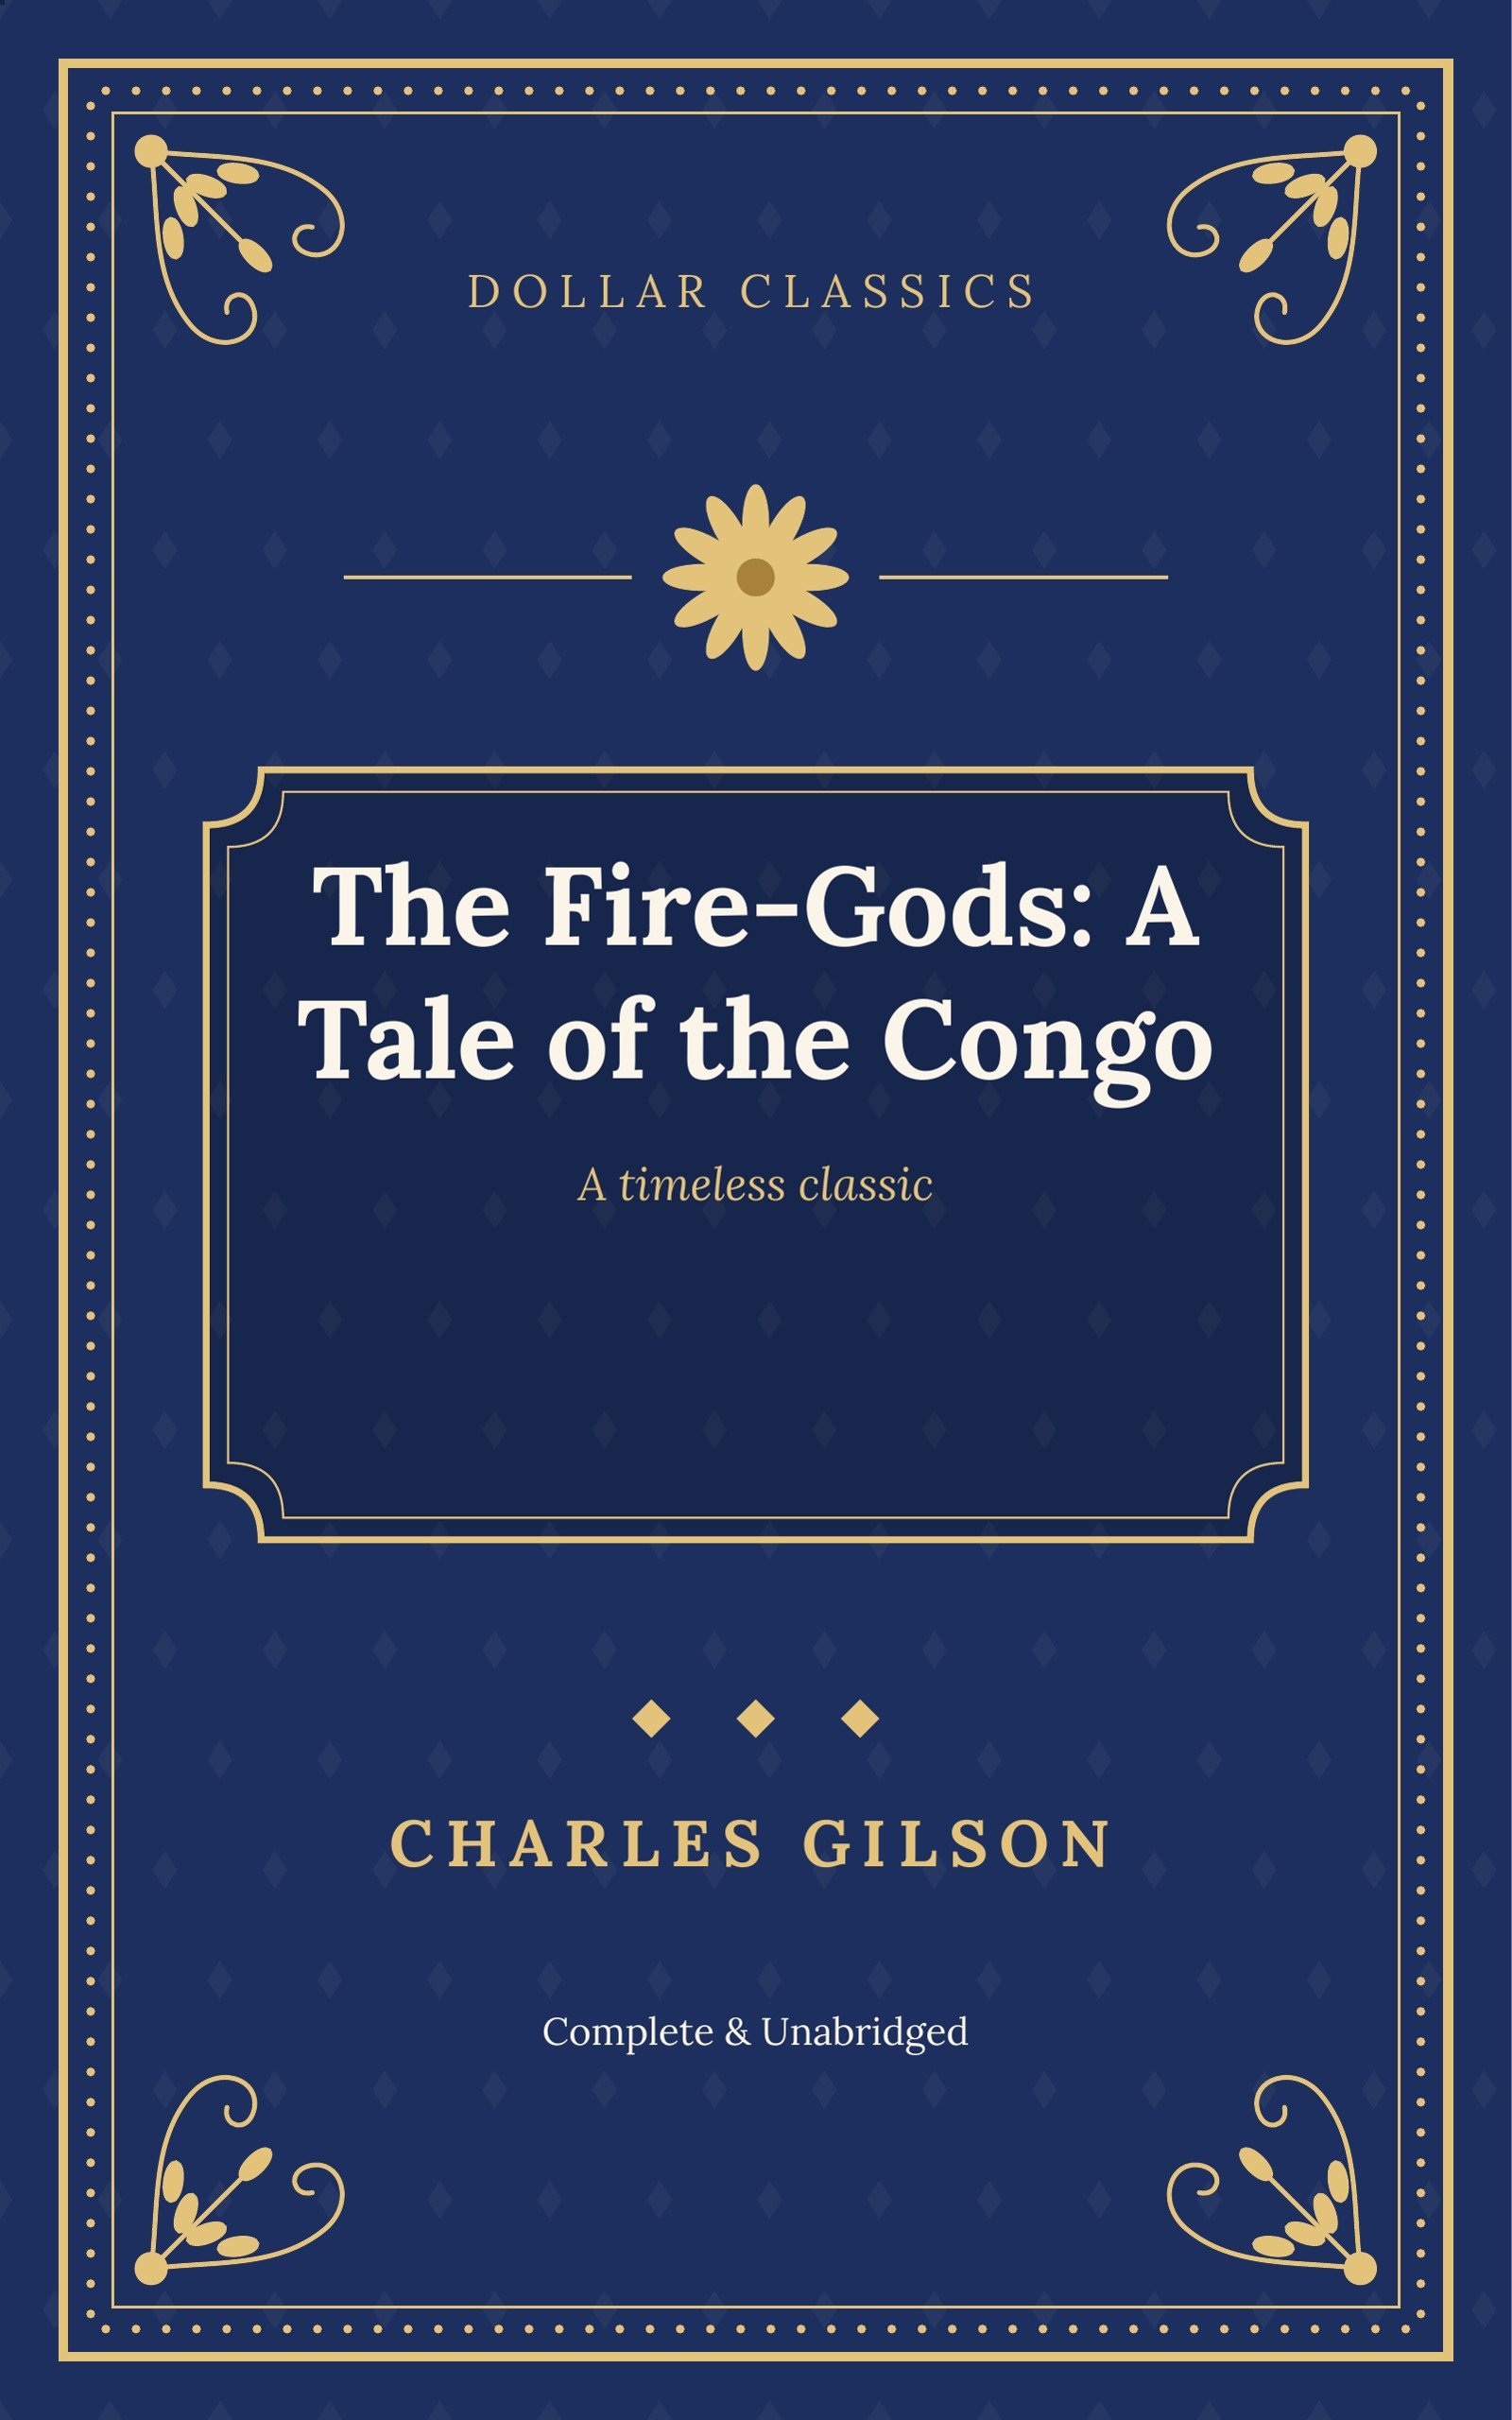 DOLLAR CLASSICS
The Fire-Gods: A
Tale of the Congo
A timeless classic
CHARLES GILSON
Complete & Unabridged